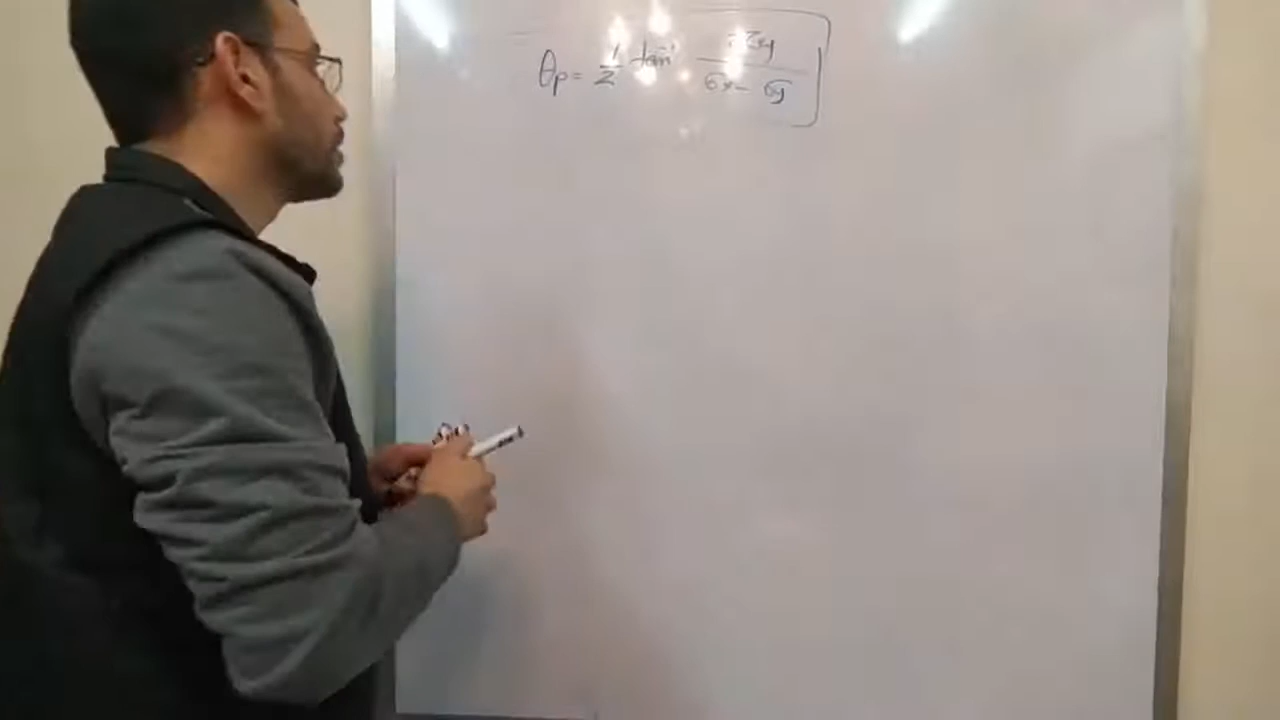 θp = 1/2 tan⁻¹ 2τxy / σx − σy